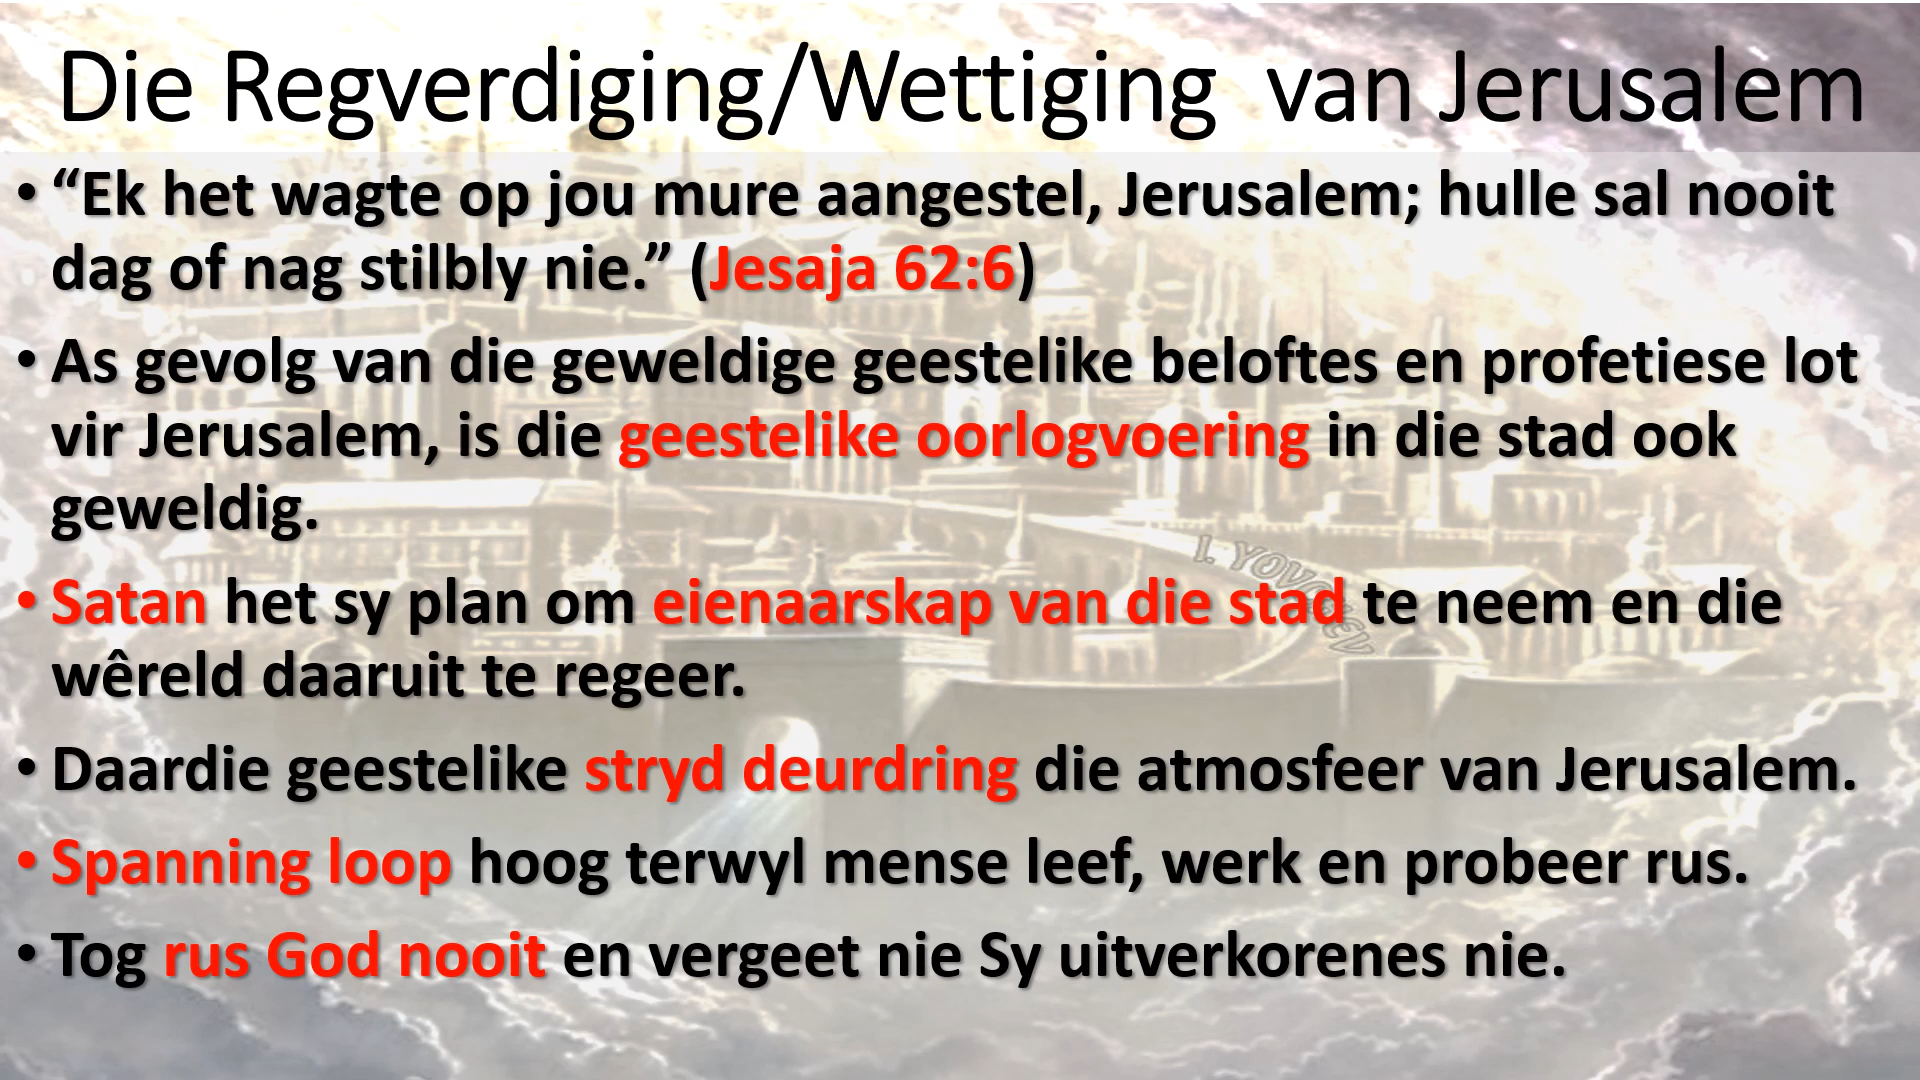 Die Regverdiging/Wettiging  van Jerusalem
• “Ek het wagte op jou mure aangestel, Jerusalem; hulle sal nooit
dag of nag stilbly nie.” (Jesaja 62:6)
• As gevolg van die geweldige geestelike beloftes en profetiese lot
vir Jerusalem, is die geestelike oorlogvoering in die stad ook
geweldig.
• Satan het sy plan om eienaarskap van die stad te neem en die
wêreld daaruit te regeer.
• Daardie geestelike stryd deurdring die atmosfeer van Jerusalem.
• Spanning loop hoog terwyl mense leef, werk en probeer rus.
• Tog rus God nooit en vergeet nie Sy uitverkorenes nie.